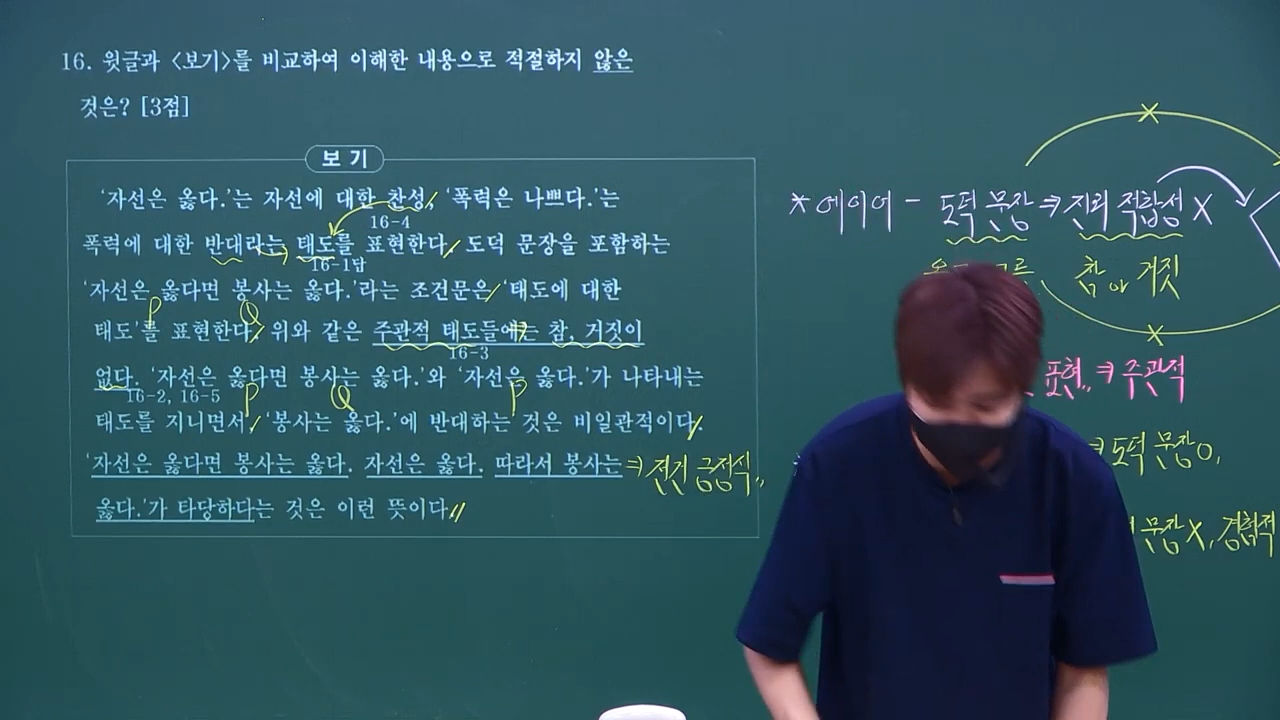 16. 윗글과 <보기>를 비교하여 이해한 내용으로 적절하지 않은
것은? [3점]
보 기
‘자선은 옳다.’는 자선에 대한 찬성, ‘폭력은 나쁘다.’는
16-4
폭력에 대한 반대라는 태도를 표현한다. 도덕 문장을 포함하는
16-1답
‘자선은 옳다면 봉사는 옳다.’라는 조건문은 ‘태도에 대한
P Q
태도’를 표현한다. 위와 같은 주관적 태도들에는 참, 거짓이
16-3
없다. ‘자선은 옳다면 봉사는 옳다.’와 ‘자선은 옳다.’가 나타내는
16-2, 16-5
P Q P
태도를 지니면서, ‘봉사는 옳다.’에 반대하는 것은 비일관적이다.
‘자선은 옳다면 봉사는 옳다. 자선은 옳다. 따라서 봉사는 ⇒ 전건 긍정식
옳다.’가 타당하다는 것은 이런 뜻이다.
* 에이어 - 도덕 문장 ⇒ 진리 적합성 X
참 or 거짓
표현 ⇒ 주관적
⇒ 도덕 문장 O,
문장 X, 경험적